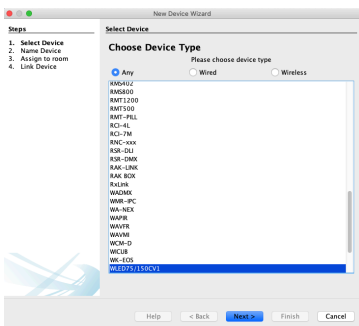 New Device Wizard
Steps
1. Select Device
2. Name Device
3. Assign to room
4. Link Device
Select Device
Choose Device Type
Please choose device type
Any
Wired
Wireless
RMS402
RMS800
RMT1200
RMT500
RMT-PILL
RCI-4L
RCI-7M
RNC-xxx
RSR-DLI
RSR-DMX
RAK-LINK
RAK BOX
RxLink
WADMX
WMR-IPC
WA-NEX
WAPIR
WAVFR
WAVMI
WCM-D
WICU8
WK-EOS
WLED75/150CV1
Help
< Back
Next >
Finish
Cancel